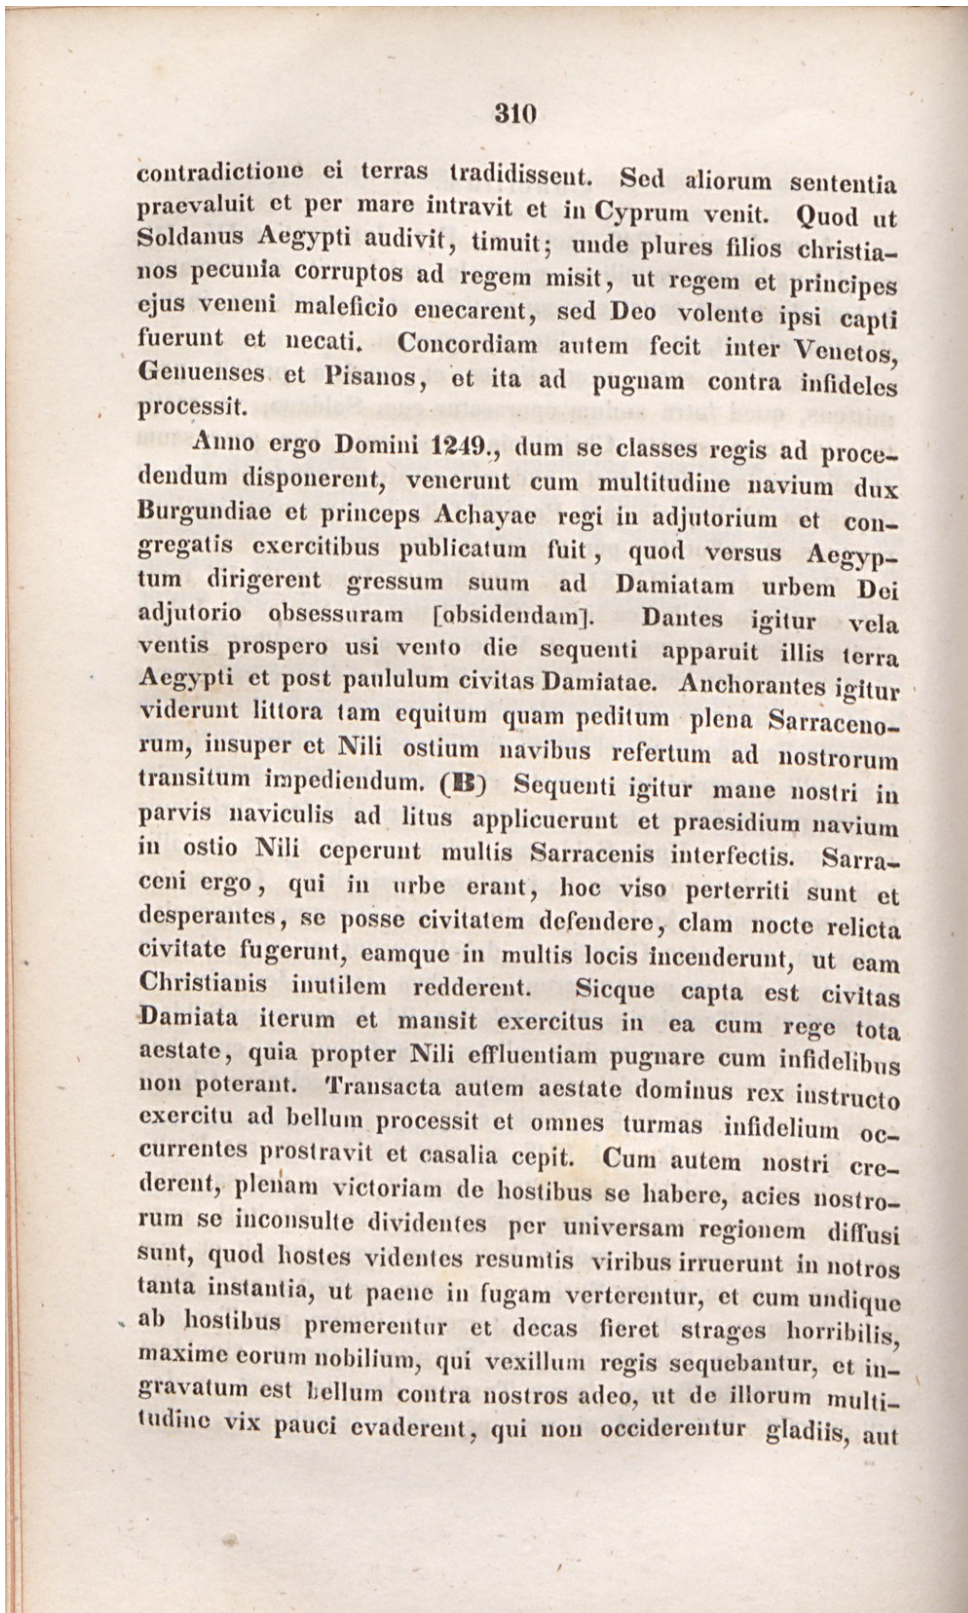 310
contradictione ei terras tradidissent. Sed aliorum sententia
praevaluit et per mare intravit et in Cyprum venit. Quod ut
Soldanus Aegypti audivit, timuit; unde plures filios christia-
nos pecunia corruptos ad regem misit, ut regem et principes
ejus veneni maleficio enecarent, sed Deo volente ipsi capti
fuerunt et necati. Concordiam autem fecit inter Venetos,
Genuenses et Pisanos, et ita ad pugnam contra infideles
processit.
Anno ergo Domini 1249., dum se classes regis ad proce-
dendum disponerent, venerunt cum multitudine navium dux
Burgundiae et princeps Achayae regi in adjutorium et con-
gregatis exercitibus publicatum fuit, quod versus Aegyp-
tum dirigerent gressum suum ad Damiatam urbem Dei
adjutorio obsessuram [obsidendam]. Dantes igitur vela
ventis prospero usi vento die sequenti apparuit illis terra
Aegypti et post paululum civitas Damiatae. Anchorantes igitur
viderunt littora tam equitum quam peditum plena Sarraceno-
rum, insuper et Nili ostium navibus refertum ad nostrorum
transitum impediendum. (B) Sequenti igitur mane nostri in
parvis naviculis ad litus applicuerunt et praesidium navium
in ostio Nili ceperunt multis Sarracenis interfectis. Sarra-
ceni ergo, qui in urbe erant, hoc viso perterriti sunt et
desperantes, se posse civitatem defendere, clam nocte relicta
civitate fugerunt, eamque in multis locis incenderunt, ut eam
Christianis inutilem redderent. Sicque capta est civitas
Damiata iterum et mansit exercitus in ea cum rege tota
aestate, quia propter Nili effluentiam pugnare cum infidelibus
non poterant. Transacta autem aestate dominus rex instructo
exercitu ad bellum processit et omnes turmas infidelium oc-
currentes prostravit et casalia cepit. Cum autem nostri cre-
derent, plenam victoriam de hostibus se habere, acies nostro-
rum se inconsulte dividentes per universam regionem diffusi
sunt, quod hostes videntes resumtis viribus irruerunt in notros
tanta instantia, ut paene in fugam verterentur, et cum undique
ab hostibus premerentur et decas fieret strages horribilis,
maxime eorum nobilium, qui vexillum regis sequebantur, et in-
gravatum est bellum contra nostros adeo, ut de illorum multi-
tudine vix pauci evaderent, qui non occiderentur gladiis, aut